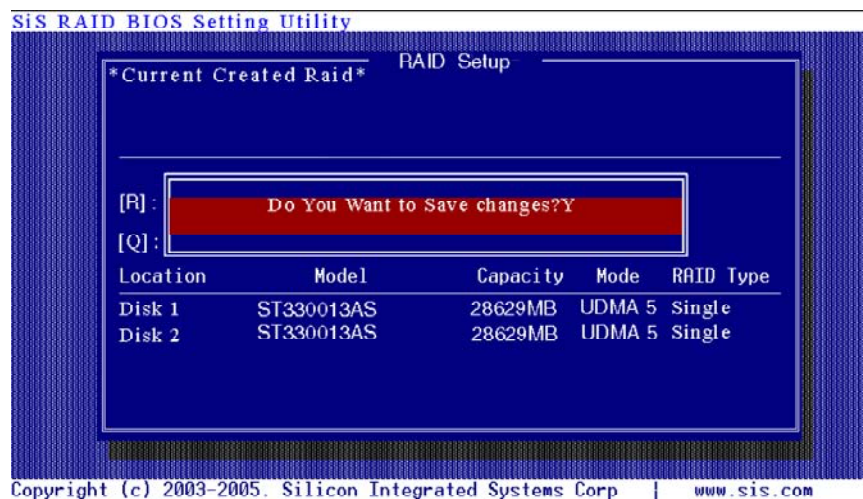 SiS RAID BIOS Setting Utility
RAID Setup
*Current Created Raid*
[R] :
Do You Want to Save changes?Y
[Q] :
Location Model Capacity Mode RAID Type
Disk 1 ST330013AS 28629MB UDMA 5 Single
Disk 2 ST330013AS 28629MB UDMA 5 Single
Copyright (c) 2003-2005. Silicon Integrated Systems Corp | www.sis.com